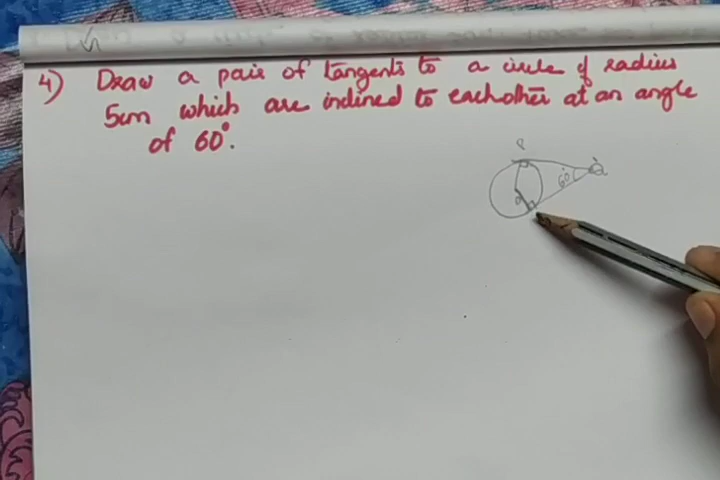 4) Draw a pair of tangents to a circle of radius
5cm which are inclined to eachother at an angle
of 60°.
P
60°
Q